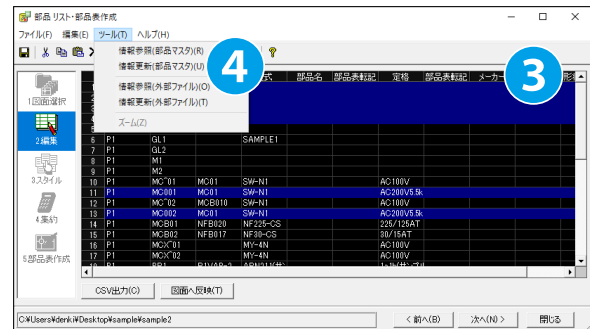 部品 リスト・部品表作成
ファイル(F) 編集(E) ツール(T) ヘルプ(H)
情報参照(部品マスタ)(R)
情報更新(部品マスタ)(U)
情報参照(外部ファイル)(O)
情報更新(外部ファイル)(T)
ズーム(Z)
4
3
式 部品名 部品表転記 定格 部品表転記 メーカー
1.図面選択
2.編集
3.スタイル
4.集約
5.部品表作成
6 P1 GL1 SAMPLE1
7 P1 GL2
8 P1 M1
9 P1 M2
10 P1 MC^01 MC01 SW-N1 AC100V
11 P1 MC001 MC01 SW-N1 AC200V5.5k
12 P1 MC^02 MCB010 SW-N1 AC100V
13 P1 MC002 MC01 SW-N1 AC200V5.5k
14 P1 MCB01 NFB020 NF225-CS 225/125AT
15 P1 MCB02 NFB017 NF30-CS 30/15AT
16 P1 MCX^01 MY-4N AC100V
17 P1 MCX^02 MY-4N AC100V
CSV出力(C) 図面へ反映(T)
C:¥Users¥denki¥Desktop¥sample¥sample2
< 前へ(B) 次へ(N) > 閉じる